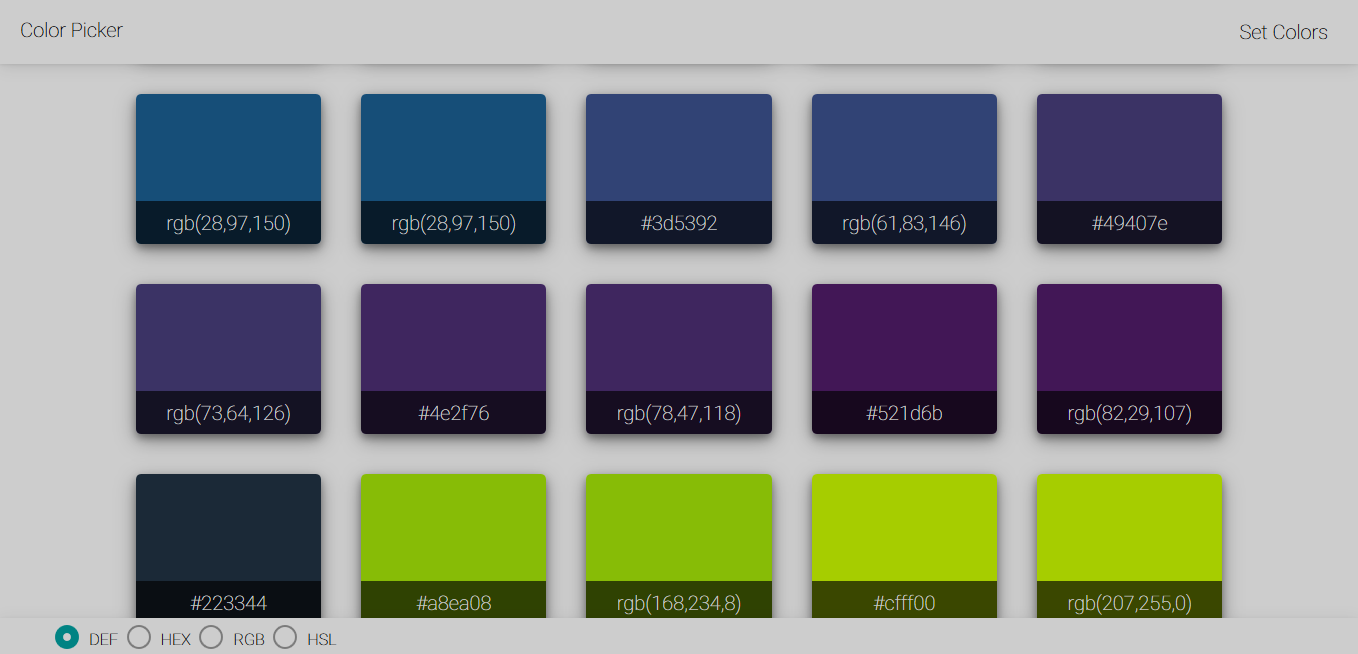 Color Picker
Set Colors
rgb(28,97,150)
rgb(28,97,150)
#3d5392
rgb(61,83,146)
#49407e
rgb(73,64,126)
#4e2f76
rgb(78,47,118)
#521d6b
rgb(82,29,107)
#223344
#a8ea08
rgb(168,234,8)
#cfff00
rgb(207,255,0)
DEF HEX RGB HSL